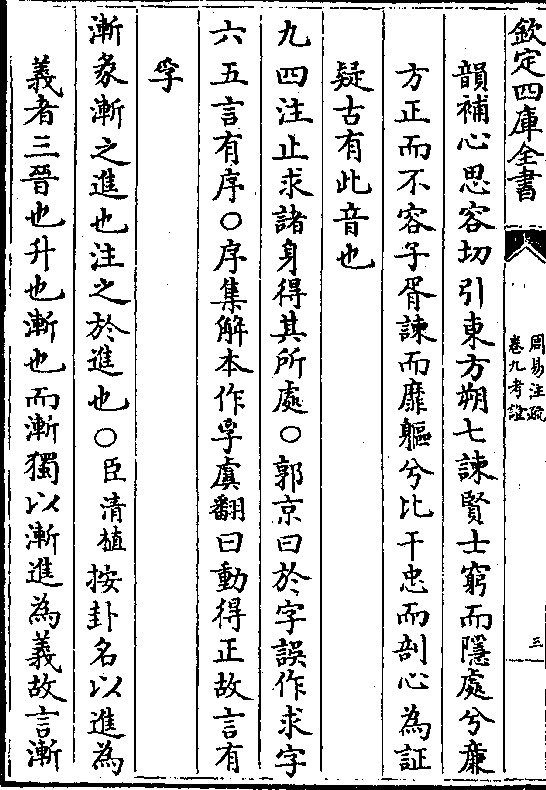 欽定四庫全書
周易注疏
卷九考證
三
韻補心思容切引東方朔七諫賢士窮而隱處兮廉
方正而不容子胥諫而靡軀兮比干忠而剖心為証
疑古有此音也
九四注止求諸身得其所處○郭京曰於字誤作求字
六五言有序○序集解本作孚虞翻曰動得正故言有
孚
漸彖漸之進也注之於進也○臣清植按卦名以進為
義者三晉也升也漸也而漸獨以漸進為義故言漸